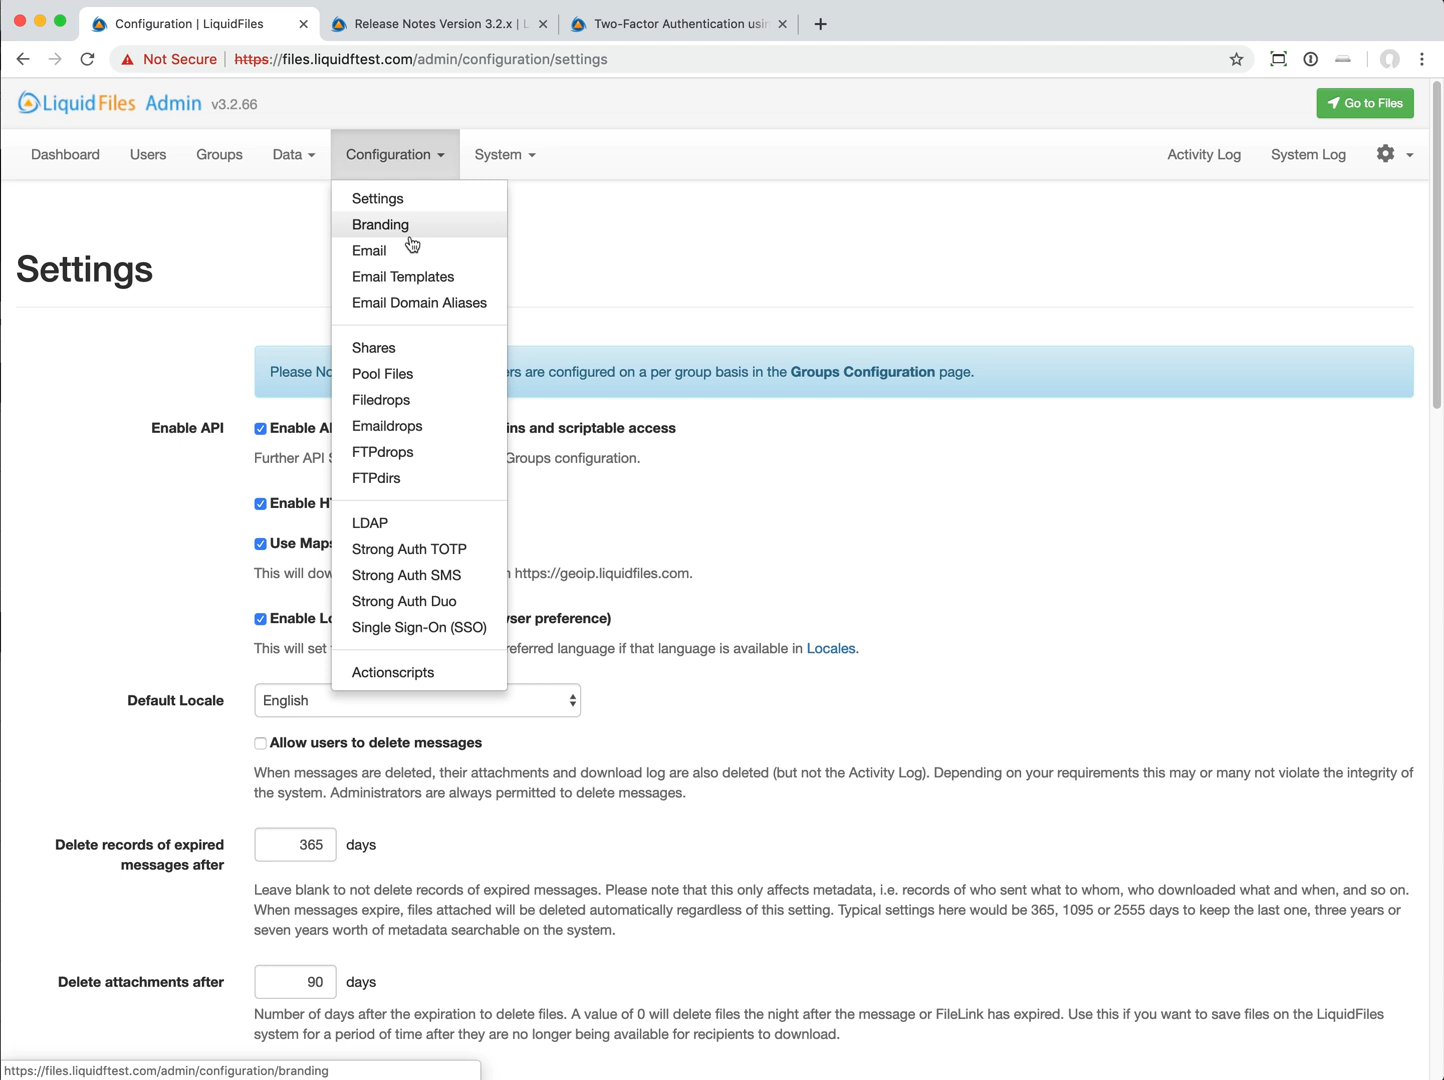 Configuration | LiquidFiles
Release Notes Version 3.2.x | L
Two-Factor Authentication usin
Not Secure
https://files.liquidftest.com/admin/configuration/settings
LiquidFiles Admin v3.2.66
Go to Files
Dashboard
Users
Groups
Data
Configuration
System
Activity Log
System Log
Settings
Branding
Email
Email Templates
Email Domain Aliases
Shares
Pool Files
Filedrops
Emaildrops
FTPdrops
FTPdirs
LDAP
Strong Auth TOTP
Strong Auth SMS
Strong Auth Duo
Single Sign-On (SSO)
Actionscripts
Settings
Please No
are configured on a per group basis in the Groups Configuration page.
Enable API
Enable
and scriptable access
Further API
Groups configuration.
Enable
Use Maps
This will
https://geoip.liquidfiles.com.
Enable
preference)
This will set
language if that language is available in Locales.
Default Locale
English
Allow users to delete messages
When messages are deleted, their attachments and download log are also deleted (but not the Activity Log). Depending on your requirements this may or many not violate the integrity of
the system. Administrators are always permitted to delete messages.
Delete records of expired
messages after
365 days
Leave blank to not delete records of expired messages. Please note that this only affects metadata, i.e. records of who sent what to whom, who downloaded what and when, and so on.
When messages expire, files attached will be deleted automatically regardless of this setting. Typical settings here would be 365, 1095 or 2555 days to keep the last one, three years or
seven years worth of metadata searchable on the system.
Delete attachments after
90 days
Number of days after the expiration to delete files. A value of 0 will delete files the night after the message or FileLink has expired. Use this if you want to save files on the LiquidFiles
system for a period of time after they are no longer being available for recipients to download.
https://files.liquidftest.com/admin/configuration/branding